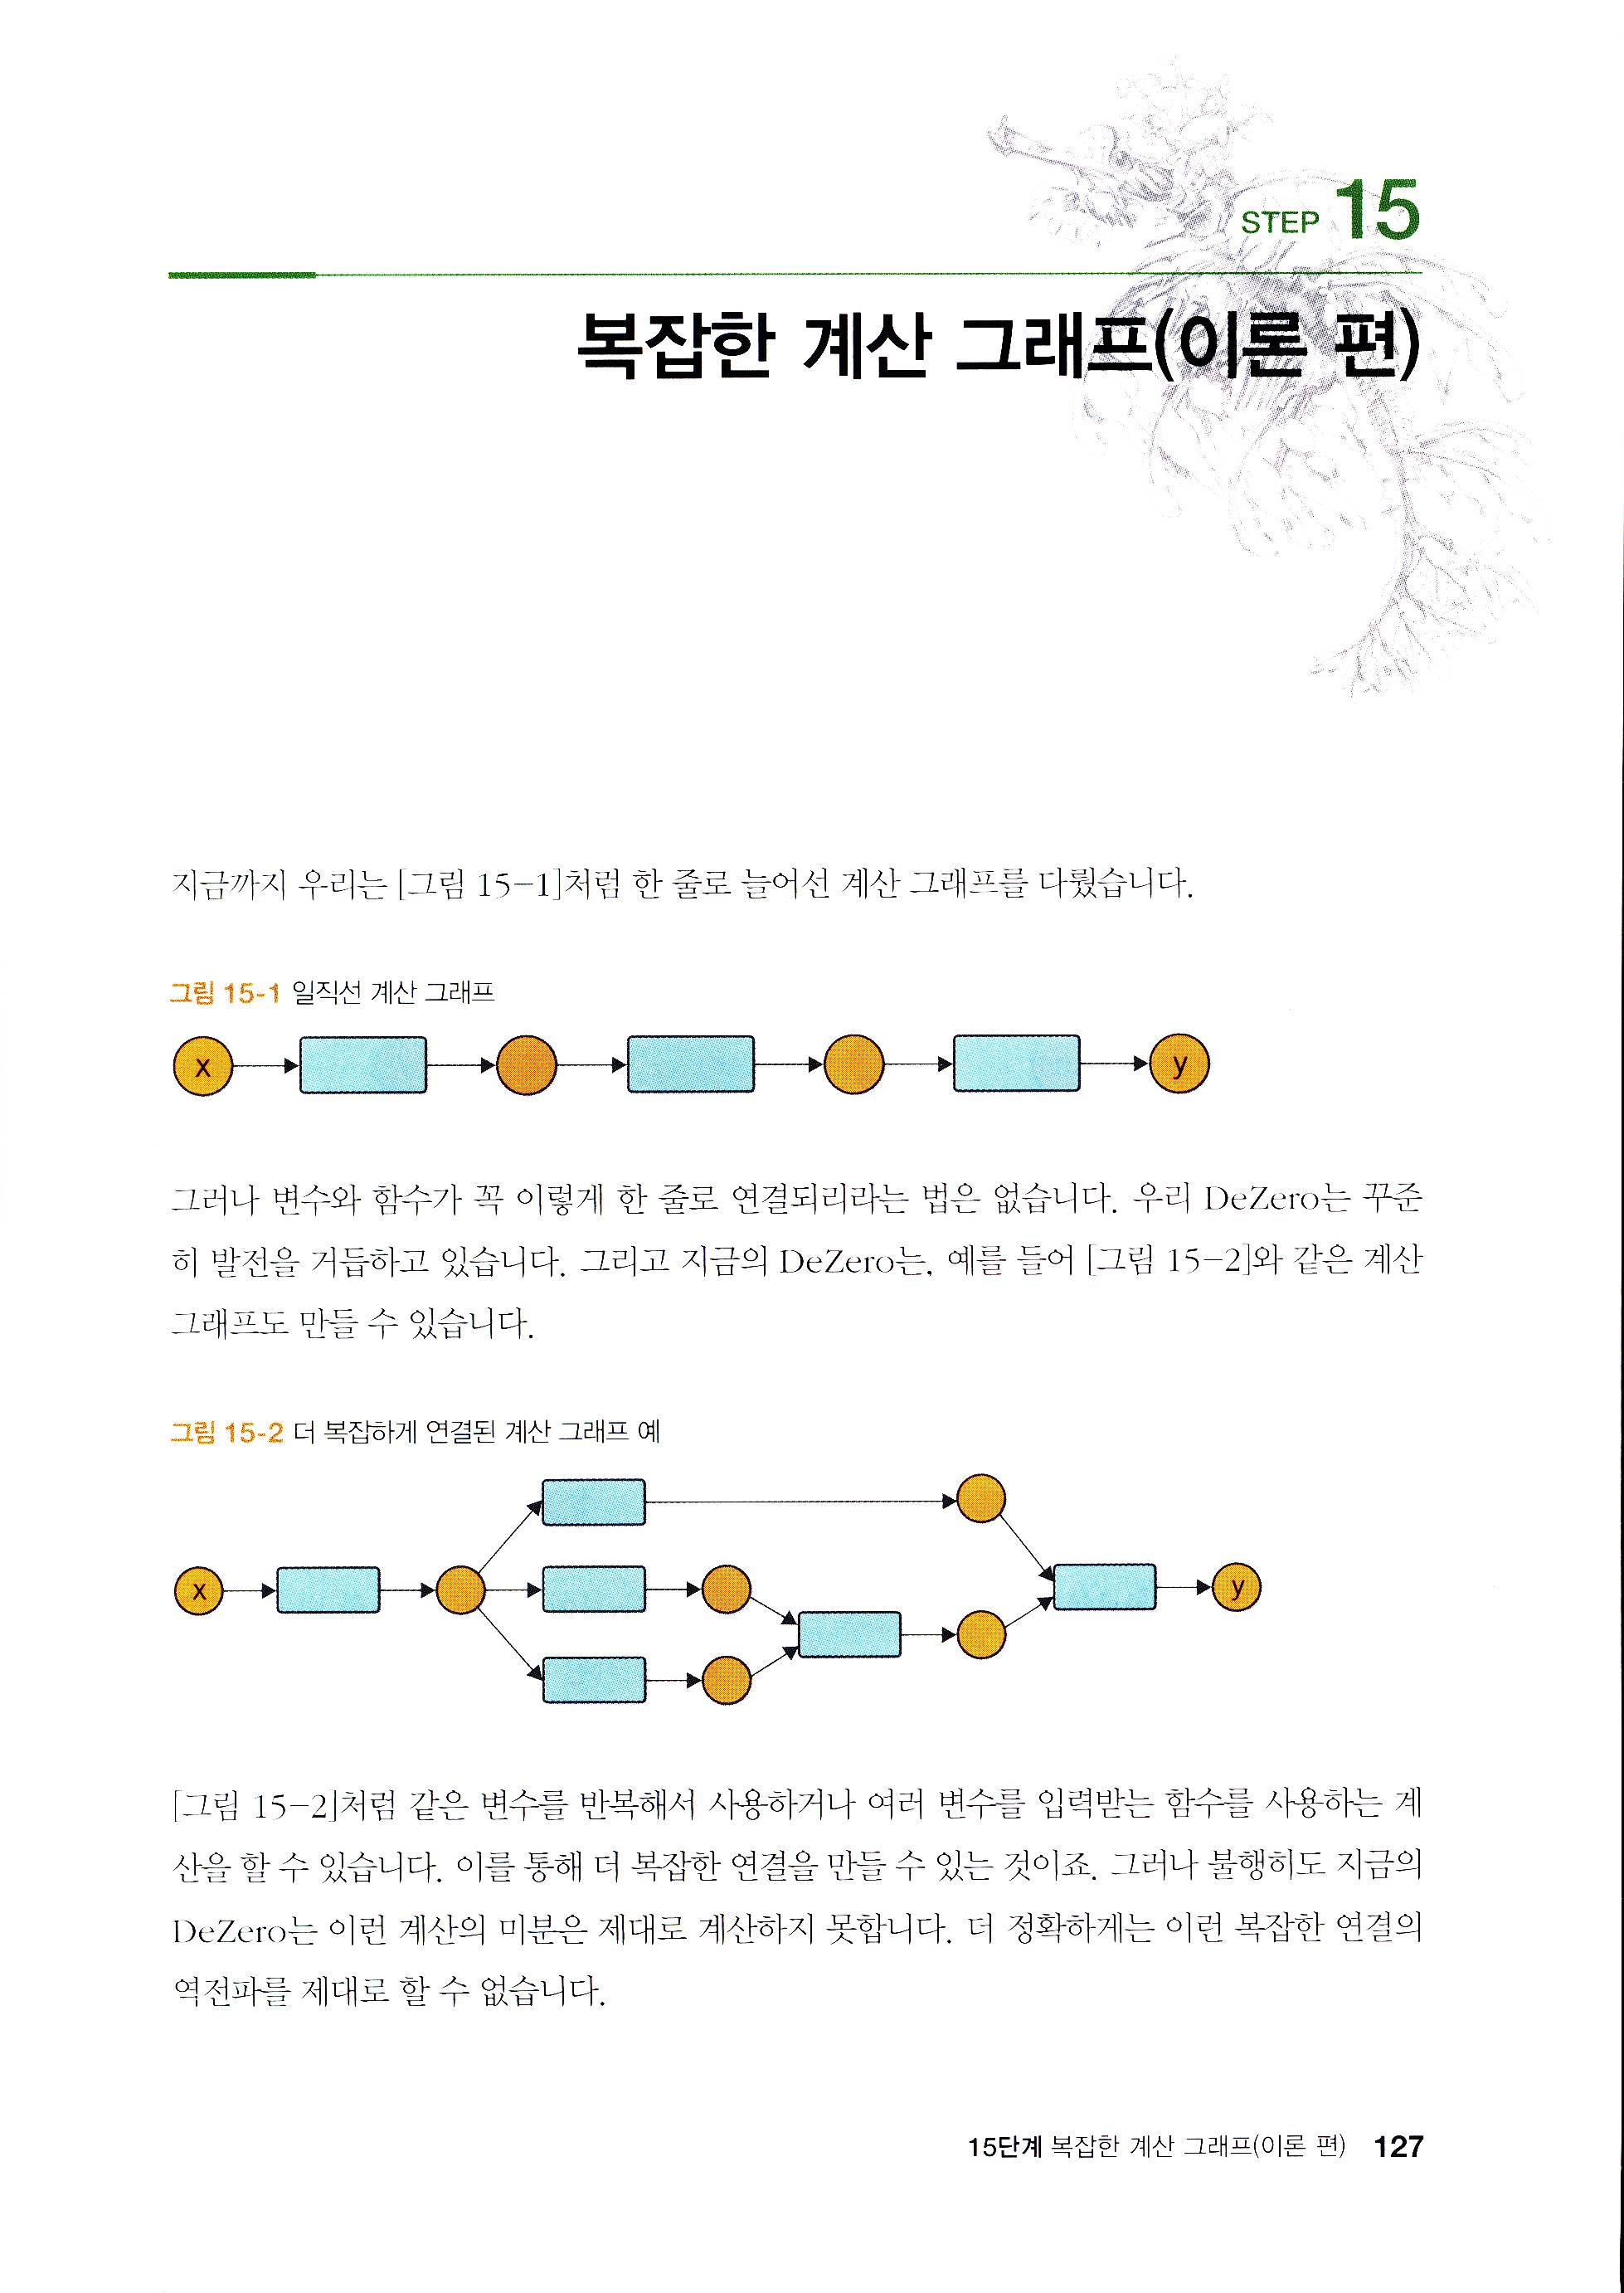 STEP 15
복잡한 계산 그래프(이론 편)
지금까지 우리는 [그림 15-1]처럼 한 줄로 늘어선 계산 그래프를 다뤘습니다.
그림 15-1 일직선 계산 그래프
x y
그러나 변수와 함수가 꼭 이렇게 한 줄로 연결되리라는 법은 없습니다. 우리 DeZero는 꾸준
히 발전을 거듭하고 있습니다. 그리고 지금의 DeZero는, 예를 들어 [그림 15-2]와 같은 계산
그래프도 만들 수 있습니다.
그림 15-2 더 복잡하게 연결된 계산 그래프 예
x y
[그림 15-2]처럼 같은 변수를 반복해서 사용하거나 여러 변수를 입력받는 함수를 사용하는 계
산을 할 수 있습니다. 이를 통해 더 복잡한 연결을 만들 수 있는 것이죠. 그러나 불행히도 지금의
DeZero는 이런 계산의 미분은 제대로 계산하지 못합니다. 더 정확하게는 이런 복잡한 연결의
역전파를 제대로 할 수 없습니다.
15단계 복잡한 계산 그래프(이론 편) 127